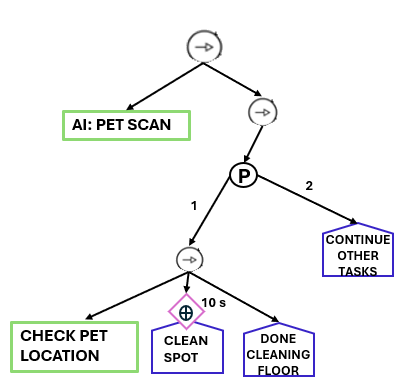 AI: PET SCAN
P
1
2
CONTINUE
OTHER
TASKS
10 s
CHECK PET
LOCATION
CLEAN
SPOT
DONE
CLEANING
FLOOR